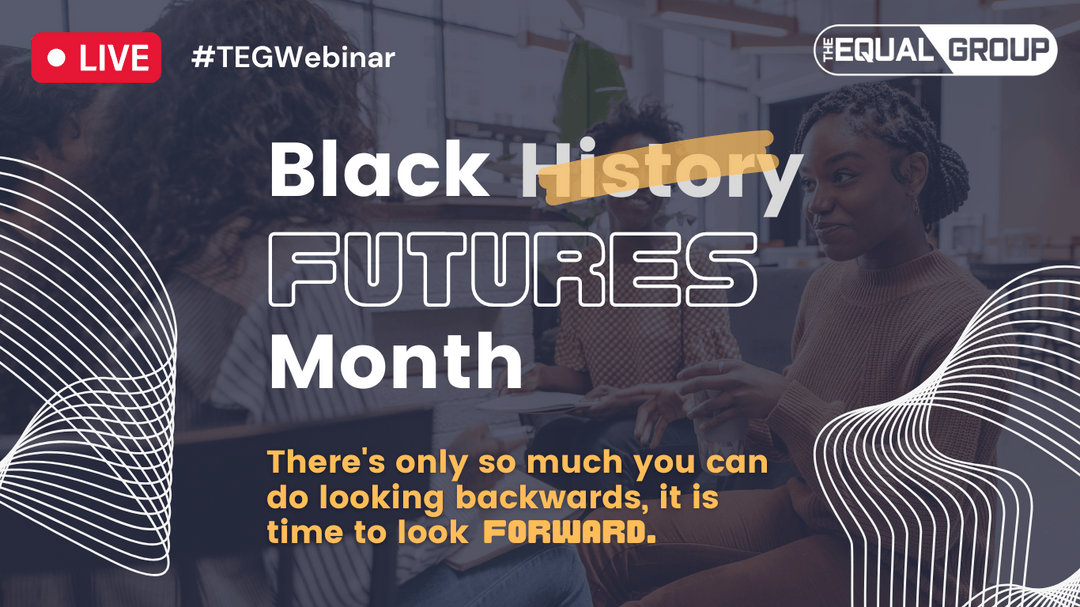 LIVE #TEGWebinar
THE EQUAL GROUP
Black History
FUTURES
Month
There's only so much you can
do looking backwards, it is
time to look FORWARD.